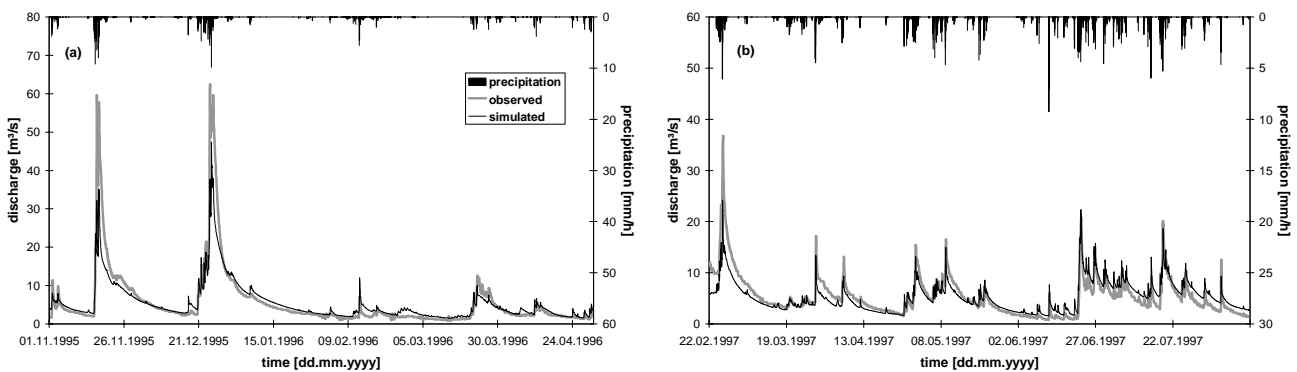 (a)
80
70
60
50
40
30
20
10
0
discharge [m³/s]
0
10
20
30
40
50
60
precipitation [mm/h]
precipitation
observed
simulated
01.11.1995 26.11.1995 21.12.1995 15.01.1996 09.02.1996 05.03.1996 30.03.1996 24.04.1996
time [dd.mm.yyyy]
(b)
60
50
40
30
20
10
0
discharge [m³/s]
0
5
10
15
20
25
30
precipitation [mm/h]
22.02.1997 19.03.1997 13.04.1997 08.05.1997 02.06.1997 27.06.1997 22.07.1997
time [dd.mm.yyyy]